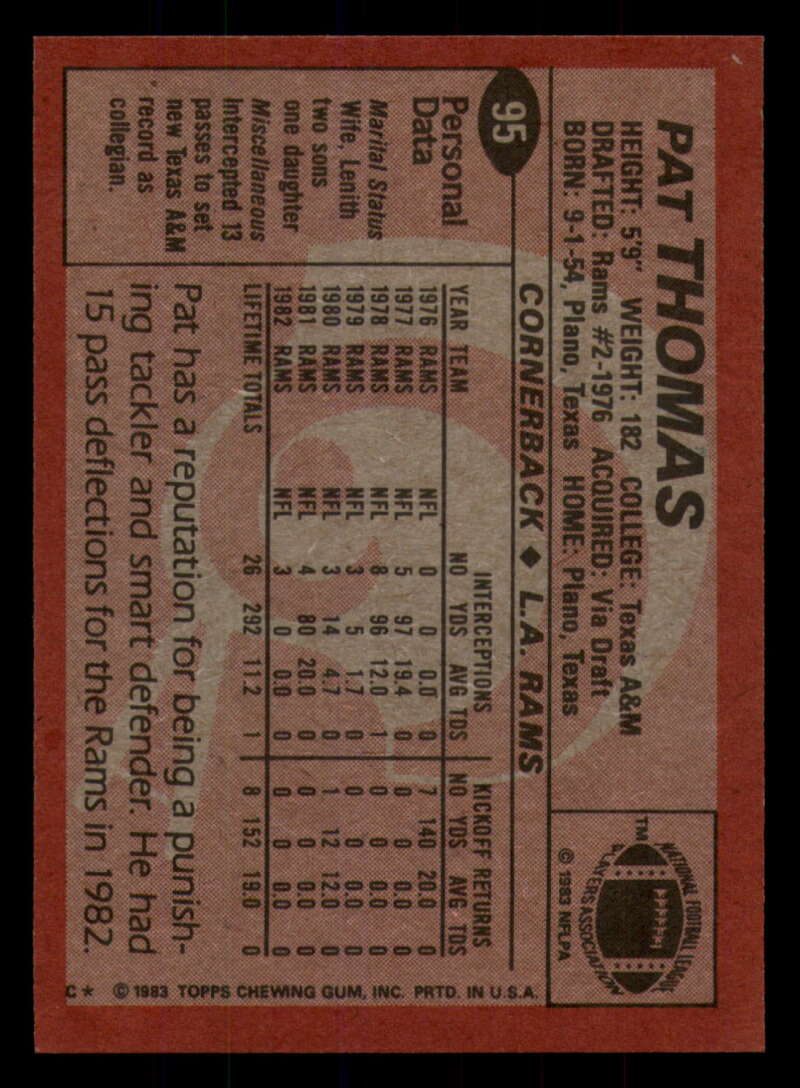 PAT THOMAS
HEIGHT: 5'9" WEIGHT: 182 COLLEGE: Texas A&M
DRAFTED: Rams #2-1976 ACQUIRED: Via Draft
BORN: 9-1-54, Plano, Texas HOME: Plano, Texas
NATIONAL FOOTBALL LEAGUE
PLAYERS ASSOCIATION
TM
© 1983 NFLPA
95
CORNERBACK ♦ L.A. RAMS
Personal
Data
Marital Status
Wife, Lenith
two sons
one daughter
Miscellaneous
Intercepted 13
passes to set
new Texas A&M
record as
collegian.
INTERCEPTIONS KICKOFF RETURNS
YEAR TEAM NO YDS AVG TDS NO YDS AVG TDS
1976 RAMS NFL 0 0 0.0 0 7 140 20.0 0
1977 RAMS NFL 5 97 19.4 0 0 0 0.0 0
1978 RAMS NFL 8 96 12.0 1 0 0 0.0 0
1979 RAMS NFL 3 5 1.7 0 0 0 0.0 0
1980 RAMS NFL 3 14 4.7 0 1 12 12.0 0
1981 RAMS NFL 4 80 20.0 0 0 0 0.0 0
1982 RAMS NFL 3 0 0.0 0 0 0 0.0 0
LIFETIME TOTALS 26 292 11.2 1 8 152 19.0 0
Pat has a reputation for being a punish-
ing tackler and smart defender. He had
15 pass deflections for the Rams in 1982.
C* © 1983 TOPPS CHEWING GUM, INC. PRTD. IN U.S.A.